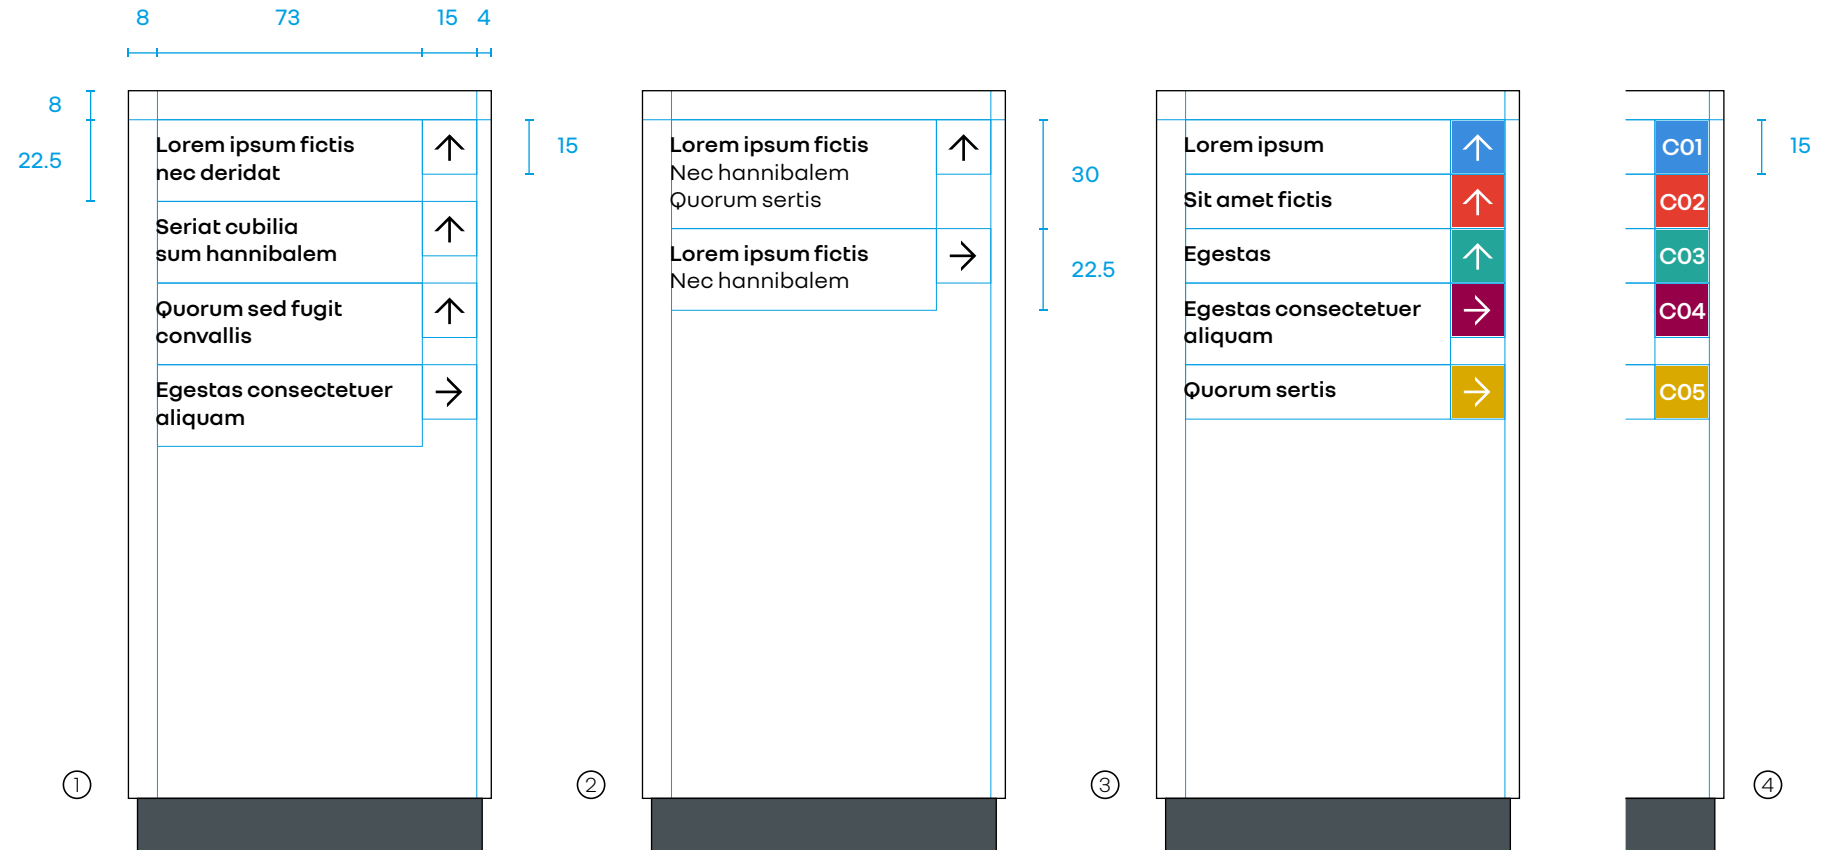 8 73 15 4
8
22.5
15
Lorem ipsum fictis
nec deridat
Seriat cubilia
sum hannibalem
Quorum sed fugit
convallis
Egestas consectetuer
aliquam
1
Lorem ipsum fictis
Nec hannibalem
Quorum sertis
Lorem ipsum fictis
Nec hannibalem
30
22.5
2
Lorem ipsum
Sit amet fictis
Egestas
Egestas consectetuer
aliquam
Quorum sertis
3
C01
C02
C03
C04
C05
15
4